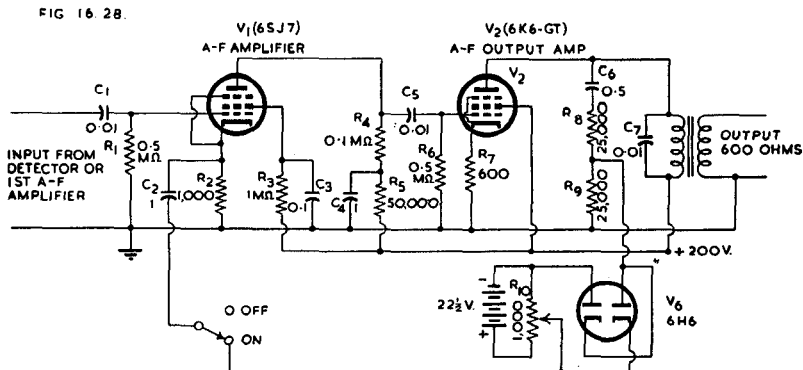 FIG 16.28.
V1(6SJ7)
A-F AMPLIFIER
V2(6K6-GT)
A-F OUTPUT AMP
V2
C1
0.01
R1
0.5
MΩ
INPUT FROM
DETECTOR OR
1ST A-F
AMPLIFIER
C2
1
R2
1,000
R3
1MΩ
C3
0.1
R4
0.1MΩ
C4
1
R5
50,000
C5
0.01
R6
0.5
MΩ
R7
600
C6
0.5
R8
25,000
R9
25,000
C7
0.01
OUTPUT
600 OHMS
+200V.
O OFF
ON
-
22½V.
+
R10
1,000
V6
6H6